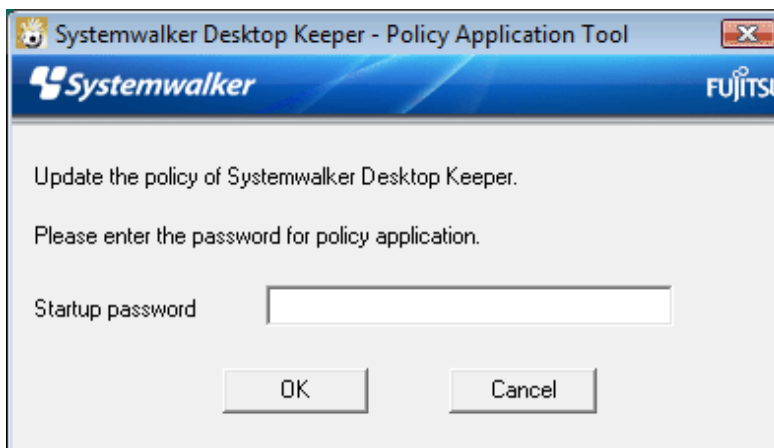 Systemwalker Desktop Keeper - Policy Application Tool
Systemwalker
FUJITSU
Update the policy of Systemwalker Desktop Keeper.
Please enter the password for policy application.
Startup password
OK
Cancel